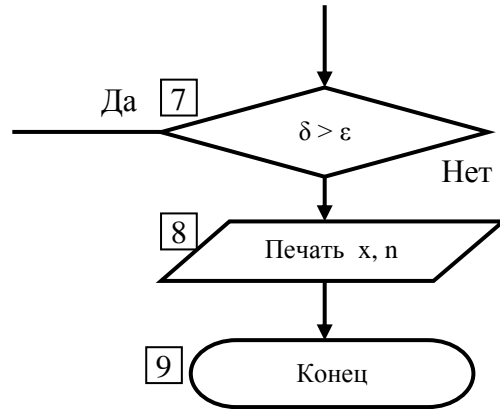 Да 7
δ > ε
Нет
8
Печать x, n
9
Конец